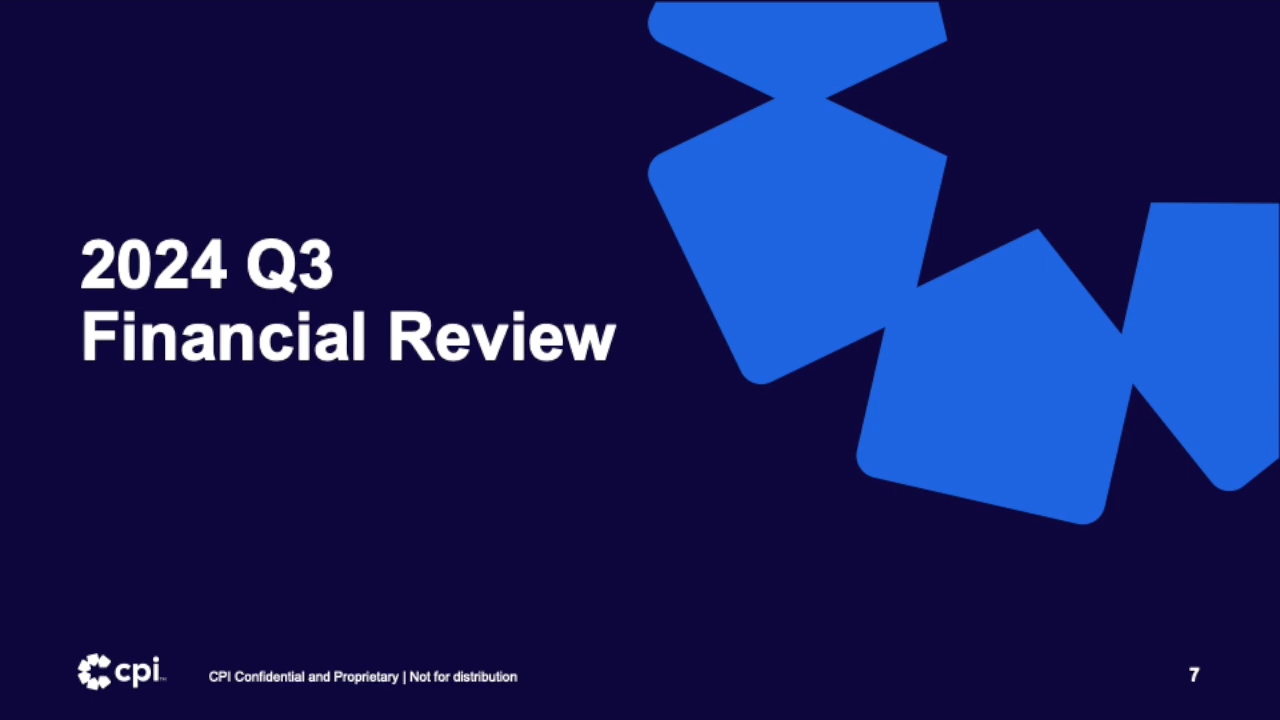 2024 Q3
Financial Review
cpi
CPI Confidential and Proprietary | Not for distribution
7